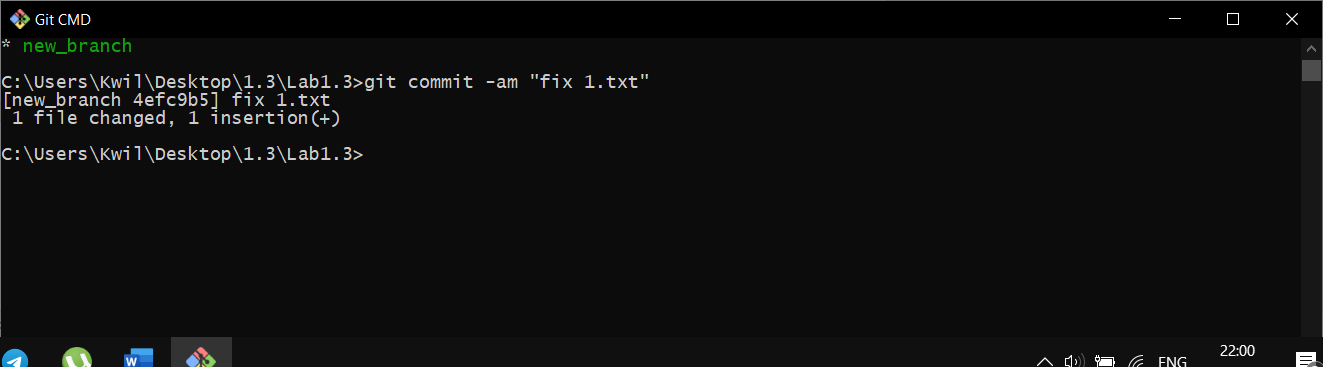 Git CMD
* new_branch
C:\Users\Kwil\Desktop\1.3\Lab1.3>git commit -am "fix 1.txt"
[new_branch 4efc9b5] fix 1.txt
 1 file changed, 1 insertion(+)
C:\Users\Kwil\Desktop\1.3\Lab1.3>
W
ENG
22:00